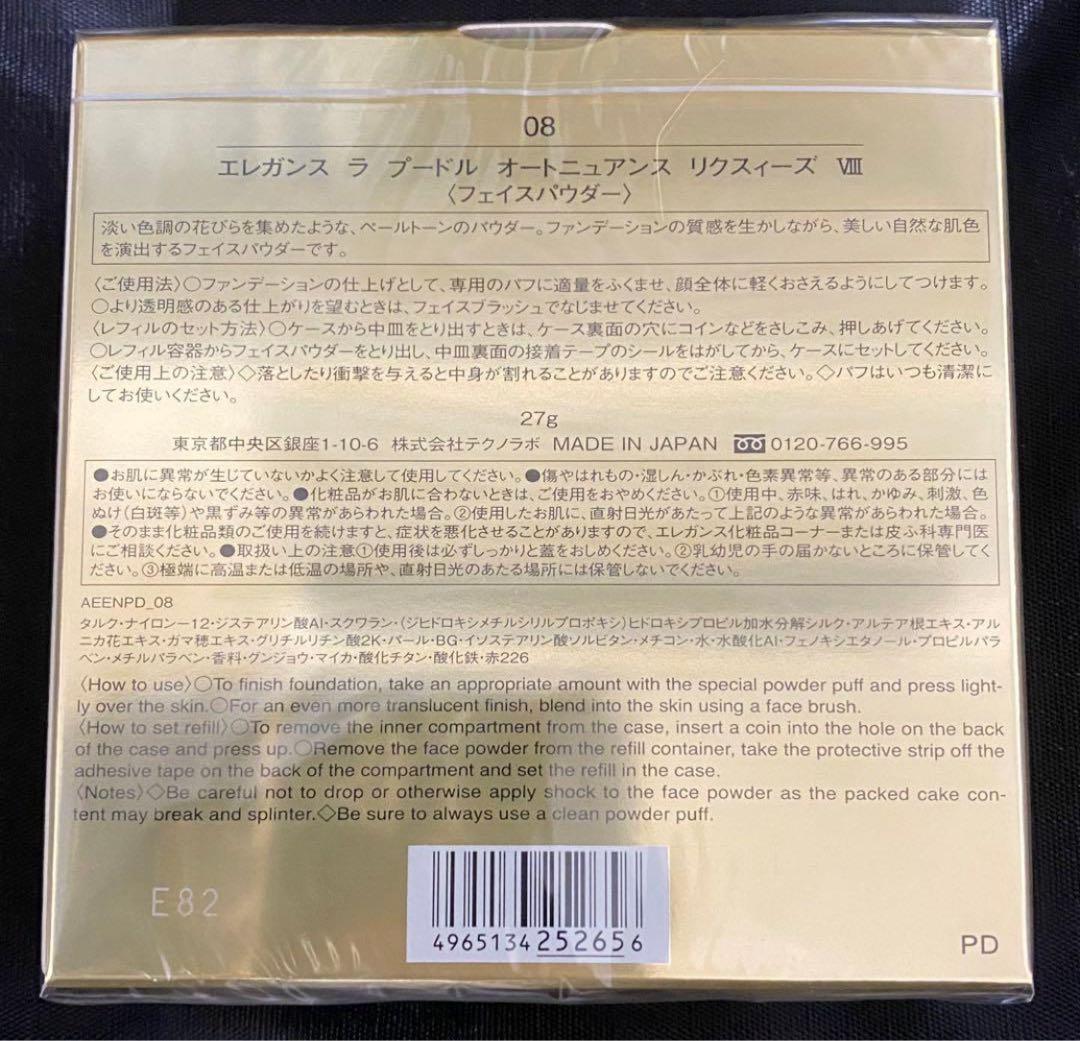 08
エレガンス ラ プードル オートニュアンス リクスィーズ Ⅷ
〈フェイスパウダー〉
淡い色調の花びらを集めたような、ペールトーンのパウダー。ファンデーションの質感を生かしながら、美しい自然な肌色
を演出するフェイスパウダーです。
〈ご使用法〉○ファンデーションの仕上げとして、専用のパフに適量をふくませ、顔全体に軽くおさえるようにしてつけます。
○より透明感のある仕上がりを望むときは、フェイスブラッシュでなじませてください。
〈レフィルのセット方法〉○ケースから中皿をとり出すときは、ケース裏面の穴にコインなどをさしこみ、押しあげてください。
○レフィル容器からフェイスパウダーをとり出し、中皿裏面の接着テープのシールをはがしてから、ケースにセットしてください。
〈ご使用上の注意〉◇落としたり衝撃を与えると中身が割れることがありますのでご注意ください。◇パフはいつも清潔に
してお使いください。
27g
東京都中央区銀座1-10-6 株式会社テクノラボ MADE IN JAPAN 0120-766-995
●お肌に異常が生じていないかよく注意して使用してください。●傷やはれもの・湿しん・かぶれ・色素異常等、異常のある部分には
お使いにならないでください。●化粧品がお肌に合わないときは、ご使用をおやめください。①使用中、赤味、はれ、かゆみ、刺激、色
ぬけ(白斑等)や黒ずみ等の異常があらわれた場合。②使用したお肌に、直射日光があたって上記のような異常があらわれた場合。
●そのまま化粧品類のご使用を続けますと、症状を悪化させることがありますので、エレガンス化粧品コーナーまたは皮ふ科専門医
にご相談ください。●取扱い上の注意①使用後は必ずしっかりと蓋をおしめください。②乳幼児の手の届かないところに保管してく
ださい。③極端に高温または低温の場所や、直射日光のあたる場所には保管しないでください。
AEENPD_08
タルク・ナイロン-12・ジステアリン酸Al・スクワラン・(ジヒドロキシメチルシリルプロポキシ)ヒドロキシプロピル加水分解シルク・アルテア根エキス・アル
ニカ花エキス・ガマ穂エキス・グリチルリチン酸2K・パール・BG・イソステアリン酸ソルビタン・メチコン・水・水酸化Al・フェノキシエタノール・プロピルパラ
ベン・メチルパラベン・香料・グンジョウ・マイカ・酸化チタン・酸化鉄・赤226
〈How to use〉○To finish foundation, take an appropriate amount with the special powder puff and press light-
ly over the skin.○For an even more translucent finish, blend into the skin using a face brush.
〈How to set refill〉○To remove the inner compartment from the case, insert a coin into the hole on the back
of the case and press up.○Remove the face powder from the refill container, take the protective strip off the
adhesive tape on the back of the compartment and set the refill in the case.
〈Notes〉◇Be careful not to drop or otherwise apply shock to the face powder as the packed cake con-
tent may break and splinter.◇Be sure to always use a clean powder puff.
E82
4965134252656
PD